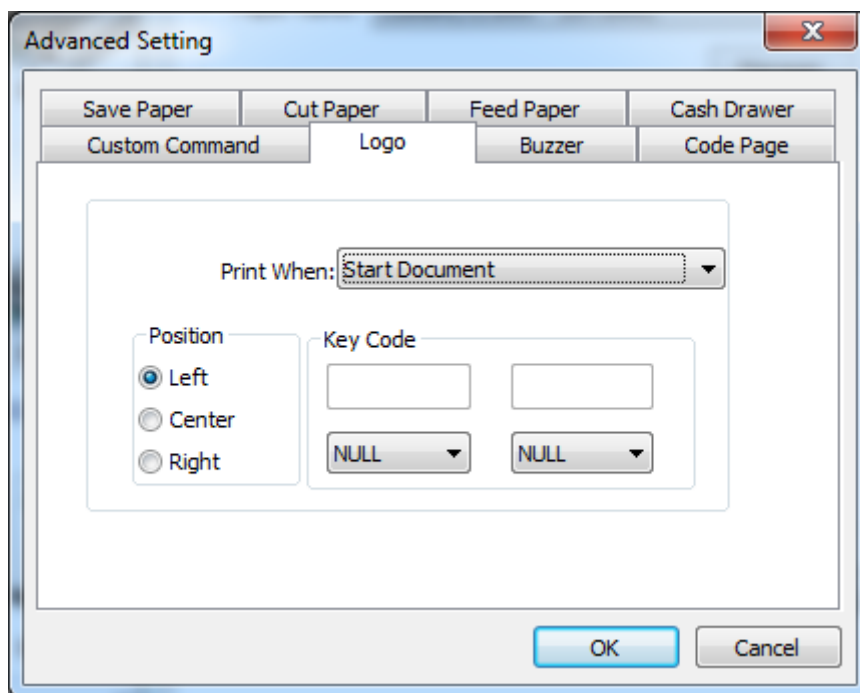 Advanced Setting
Save Paper Cut Paper Feed Paper Cash Drawer
Custom Command Logo Buzzer Code Page
Print When: Start Document
Position Key Code
Left
Center
Right
NULL NULL
OK Cancel